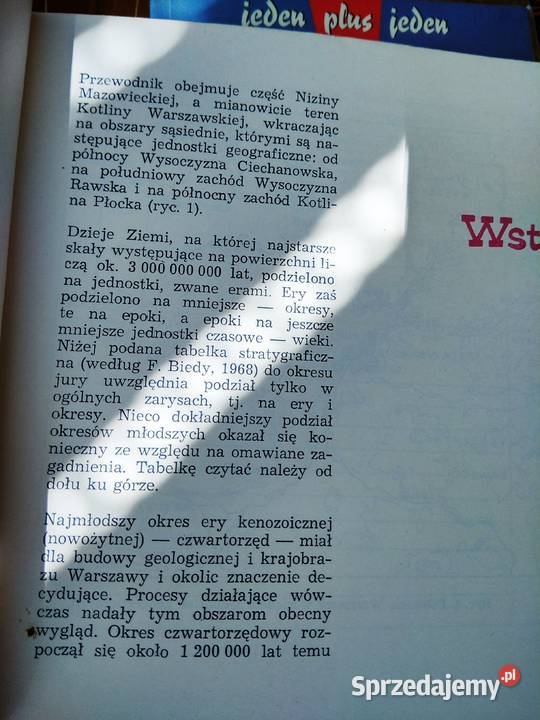 jeden plus jeden
Przewodnik obejmuje część Niziny
Mazowieckiej, a mianowicie teren
Kotliny Warszawskiej, wkraczając
na obszary sąsiednie, którymi są na-
stępujące jednostki geograficzne: od
północy Wysoczyzna Ciechanowska,
na południowy zachód Wysoczyzna
Rawska i na północny zachód Kotli-
na Płocka (ryc. 1).
Wst
Dzieje Ziemi, na której najstarsze
skały występujące na powierzchni li-
czą ok. 3 000 000 000 lat, podzielono
na jednostki, zwane erami. Ery zaś
podzielono na mniejsze — okresy,
te na epoki, a epoki na jeszcze
mniejsze jednostki czasowe — wieki.
Niżej podana tabelka stratygraficz-
na (według F. Biedy, 1968) do okresu
jury uwzględnia podział tylko w
ogólnych zarysach, tj. na ery i
okresy. Nieco dokładniejszy podział
okresów młodszych okazał się ko-
nieczny ze względu na omawiane za-
gadnienia. Tabelkę czytać należy od
dołu ku górze.
Najmłodszy okres ery kenozoicznej
(nowożytnej) — czwartorzęd — miał
dla budowy geologicznej i krajobra-
zu Warszawy i okolic znaczenie de-
cydujące. Procesy działające wów-
czas nadały tym obszarom obecny
wygląd. Okres czwartorzędowy roz-
począł się około 1 200 000 lat temu
Sprzedajemy.pl